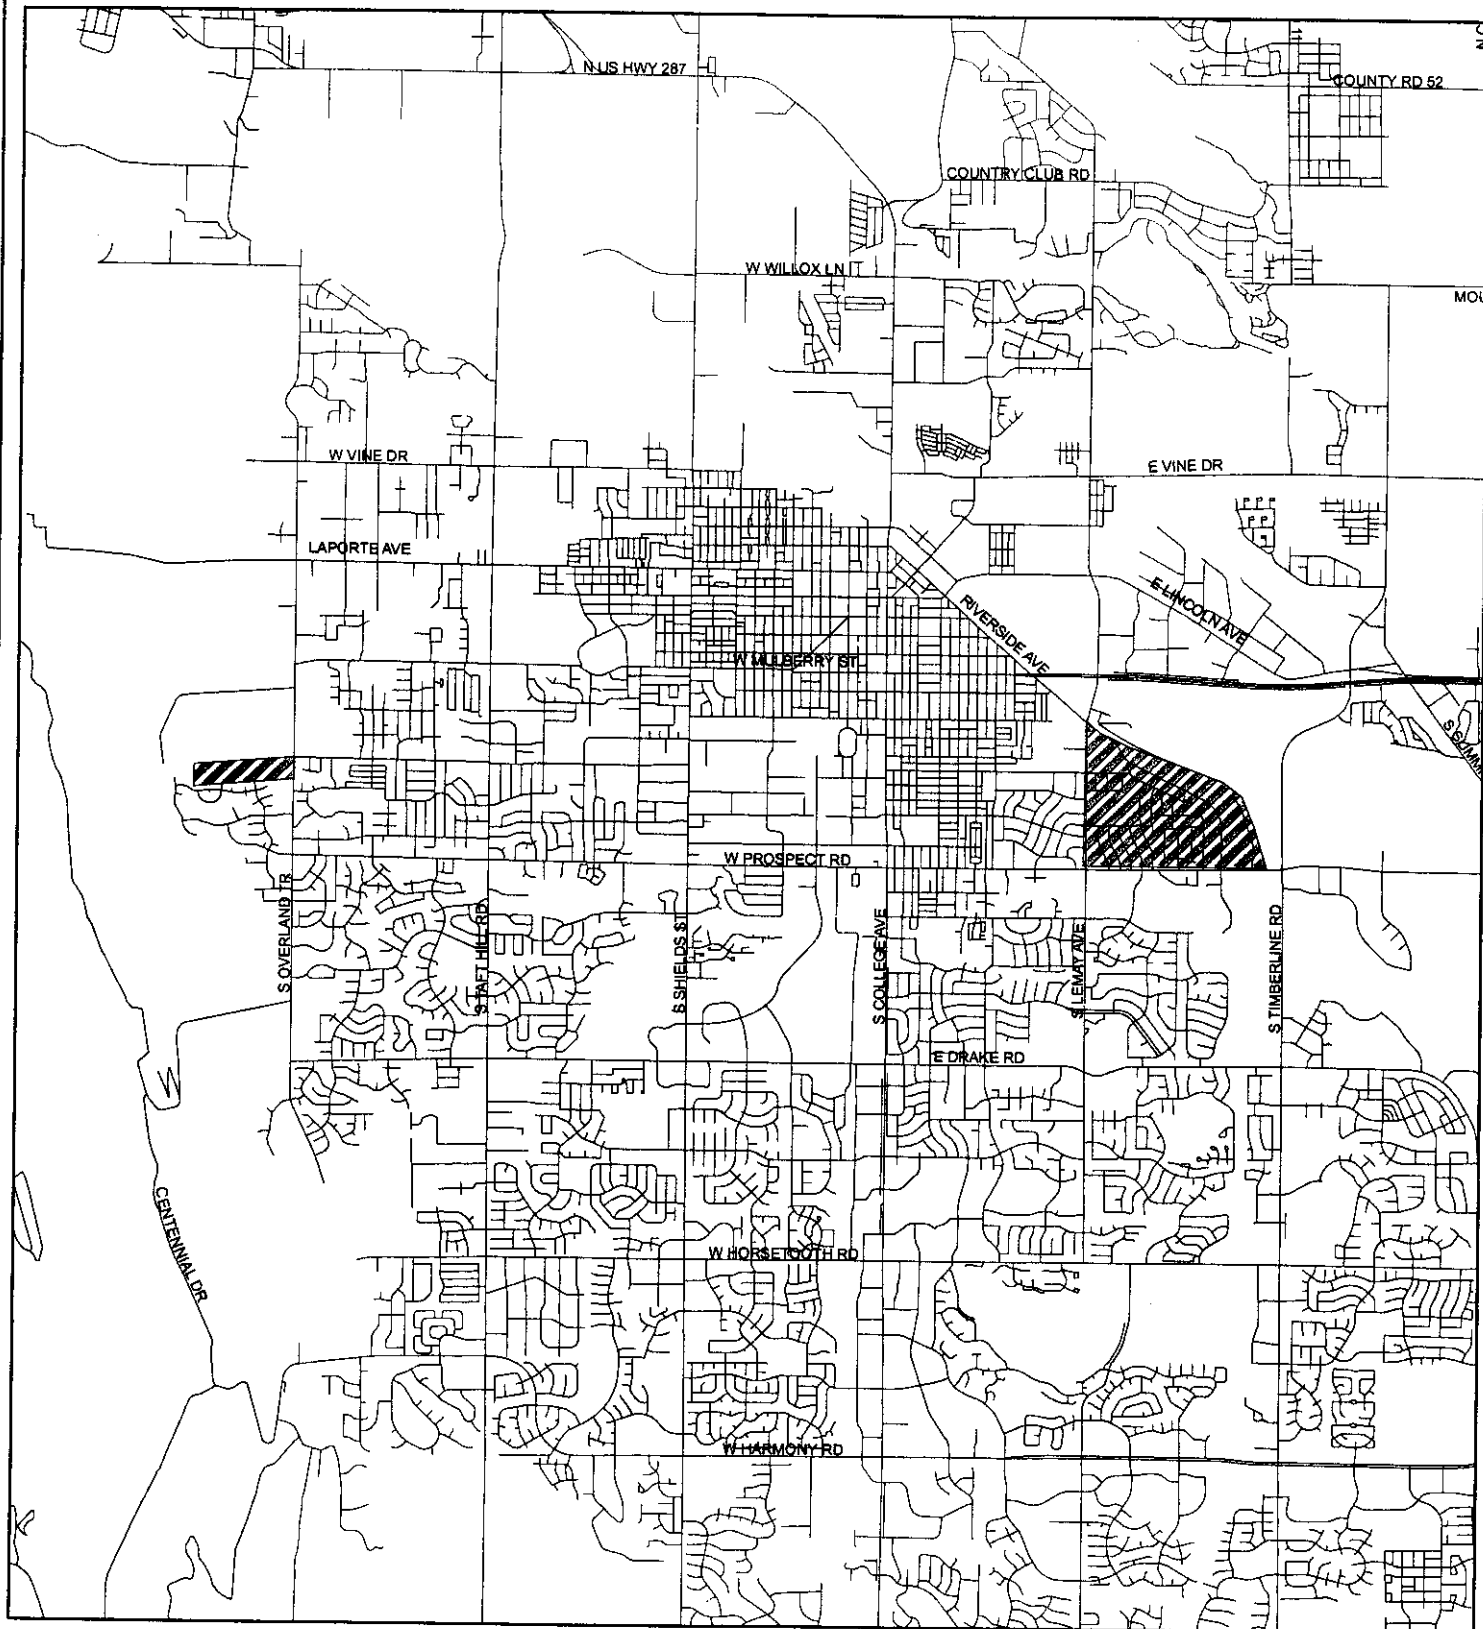 N US HWY 287
COUNTY RD 52
COUNTRY CLUB RD
W WILLOX LN
MOU
W VINE DR
E VINE DR
LAPORTE AVE
E LINCOLN AVE
RIVERSIDE AVE
W MULBERRY ST
W PROSPECT RD
S OVERLAND TR
S TAFT HILL RD
S SHIELDS ST
S COLLEGE AVE
S LEMAY AVE
S TIMBERLINE RD
E DRAKE RD
CENTENNIAL DR
W HORSETOOTH RD
W HARMONY RD